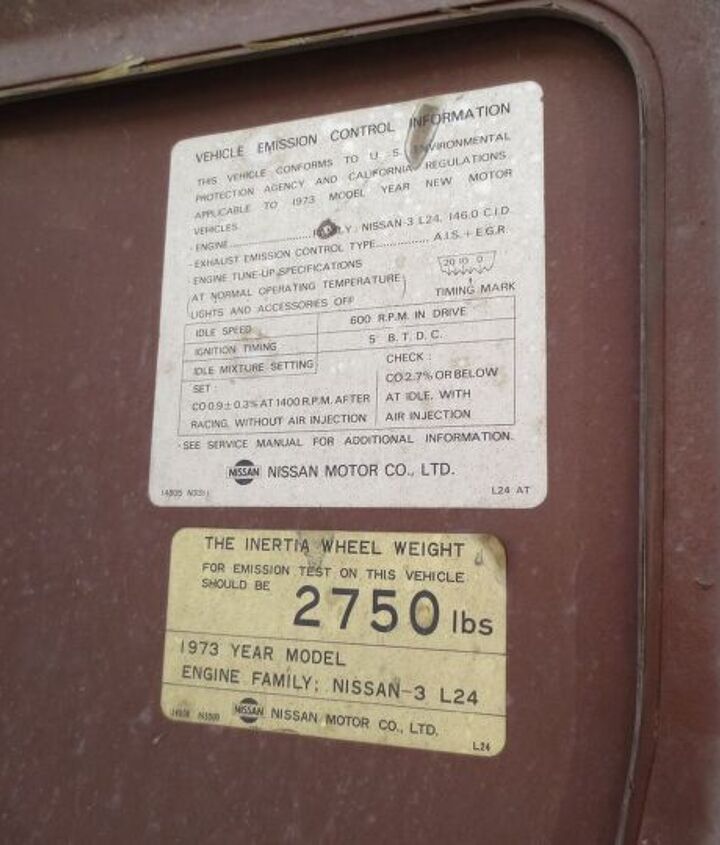 VEHICLE EMISSION CONTROL INFORMATION
THIS VEHICLE CONFORMS TO U. S. ENVIRONMENTAL
PROTECTION AGENCY AND CALIFORNIA REGULATIONS
APPLICABLE TO 1973 MODEL YEAR NEW MOTOR
VEHICLES
· ENGINE.................... NISSAN-3 L24, 146.0 C.I.D
· EXHAUST EMISSION CONTROL TYPE............... A.I.S. + E.G.R.
· ENGINE TUNE-UP SPECIFICATIONS
20 10 0
AT NORMAL OPERATING TEMPERATURE
LIGHTS AND ACCESSORIES OFF
TIMING MARK
IDLE SPEED 600 R.P.M. IN DRIVE
IGNITION TIMING 5 B. T. D. C.
IDLE MIXTURE SETTING
SET :
CO 0.9 ± 0.3% AT 1400 R.P.M. AFTER
RACING, WITHOUT AIR INJECTION
CHECK :
CO 2.7% OR BELOW
AT IDLE, WITH
AIR INJECTION
· SEE SERVICE MANUAL FOR ADDITIONAL INFORMATION.
NISSAN NISSAN MOTOR CO., LTD.
L24 AT
THE INERTIA WHEEL WEIGHT
FOR EMISSION TEST ON THIS VEHICLE
SHOULD BE 2750 lbs
1973 YEAR MODEL
ENGINE FAMILY: NISSAN-3 L24
NISSAN NISSAN MOTOR CO., LTD.
L24